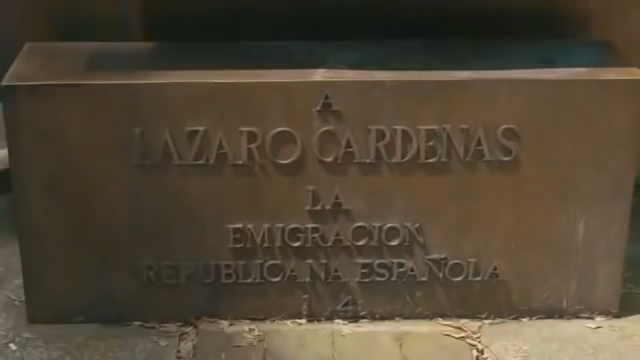 A
LAZARO CARDENAS
LA
EMIGRACION
REPUBLICANA ESPAÑOLA